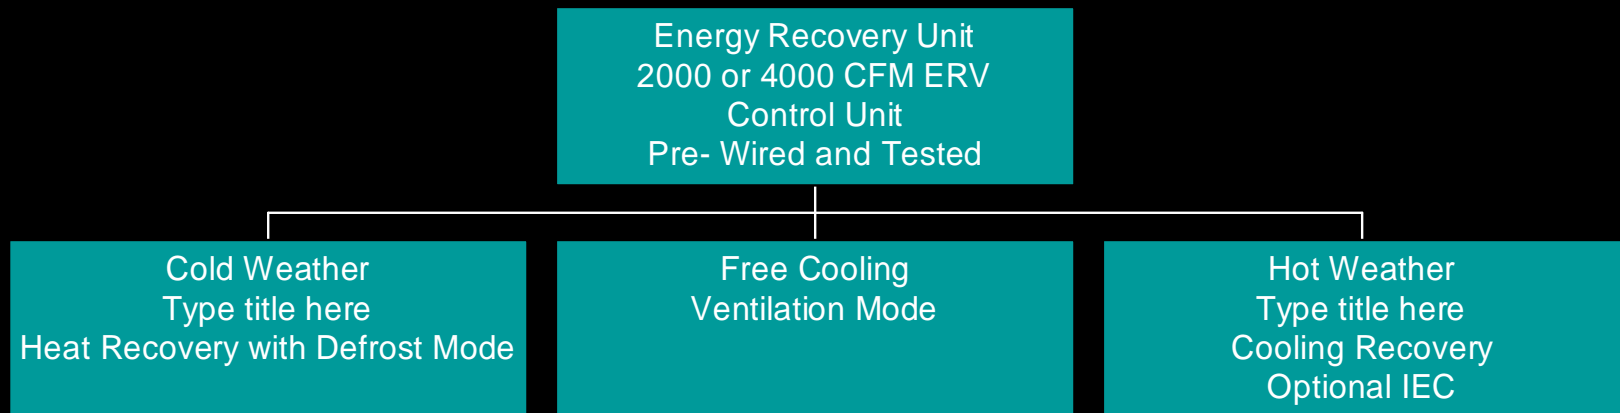 Energy Recovery Unit
2000 or 4000 CFM ERV
Control Unit
Pre- Wired and Tested
Cold Weather
Type title here
Heat Recovery with Defrost Mode
Free Cooling
Ventilation Mode
Hot Weather
Type title here
Cooling Recovery
Optional IEC